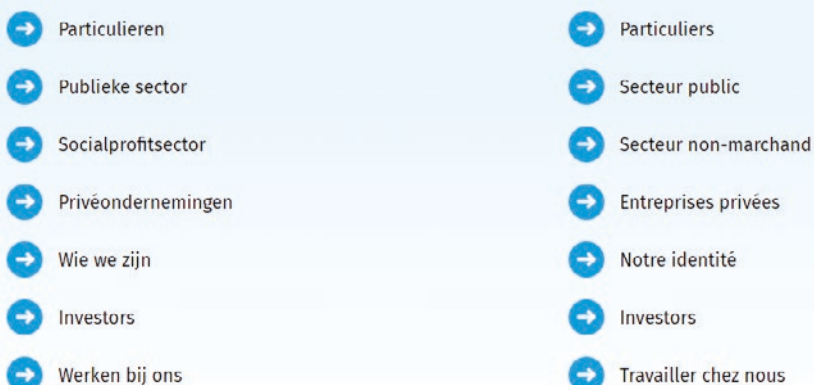 Particulieren
Publieke sector
Socialprofitsector
Privéondernemingen
Wie we zijn
Investors
Werken bij ons
Particuliers
Secteur public
Secteur non-marchand
Entreprises privées
Notre identité
Investors
Travailler chez nous